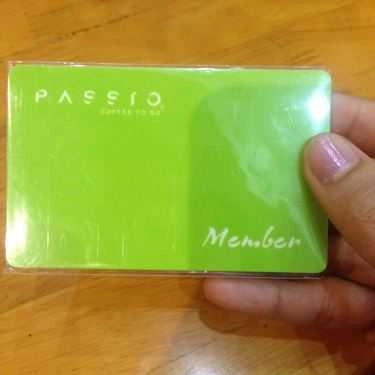 PASSIO
COFFEE TO GO
Member